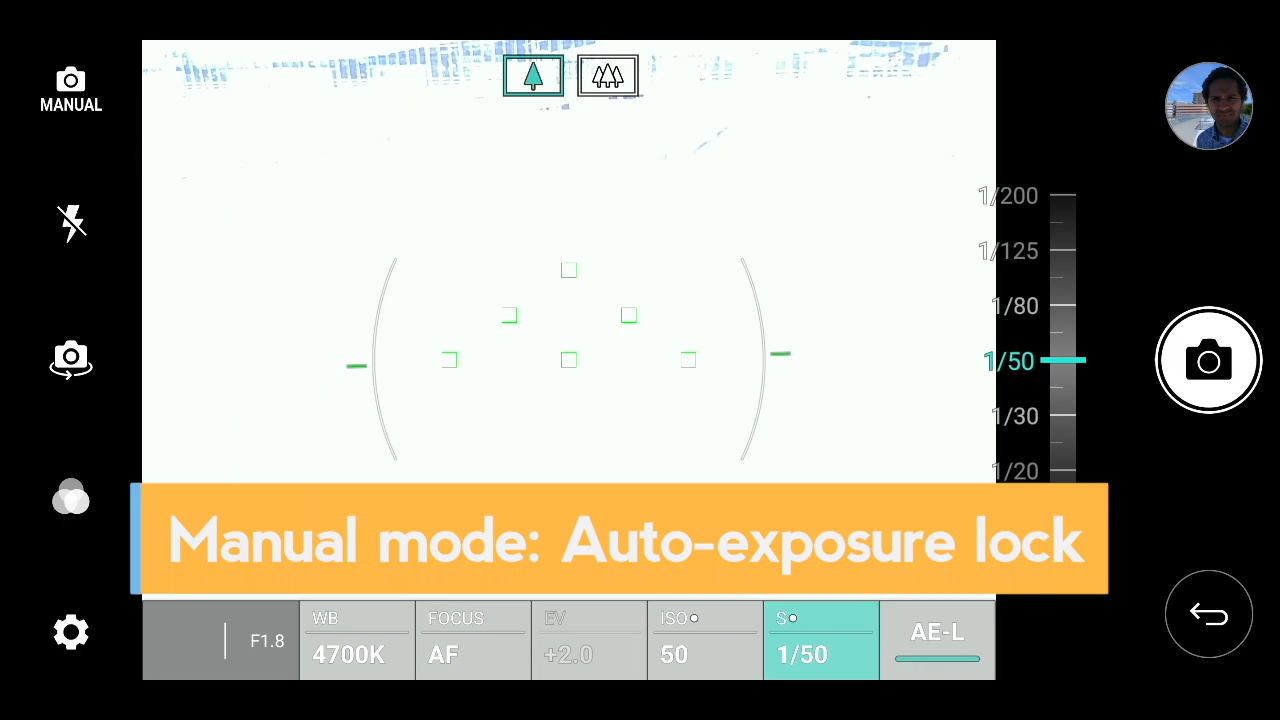 MANUAL
1/200
1/125
1/80
1/50
1/30
1/20
Manual mode: Auto-exposure lock
F1.8
WB
4700K
FOCUS
AF
EV
+2.0
ISO
50
S
1/50
AE-L